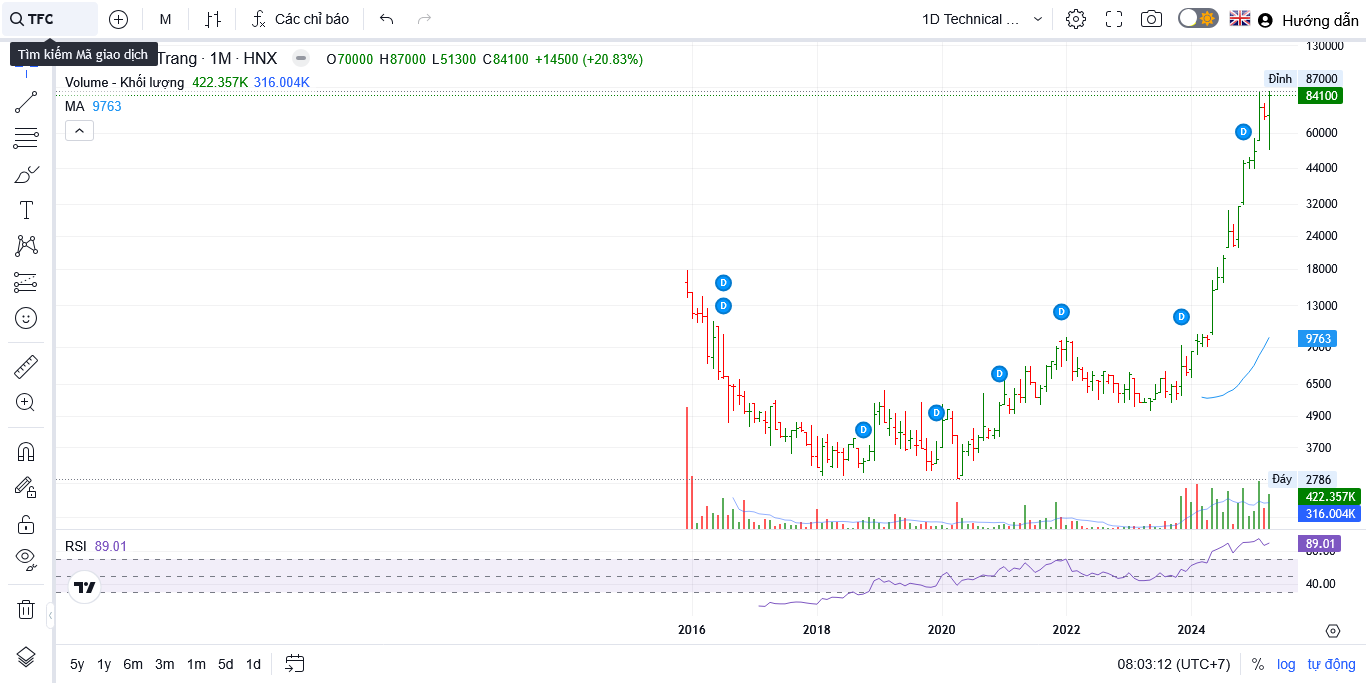 TFC
M
Các chỉ báo
1D Technical ...
Hướng dẫn
Tìm kiếm Mã giao dịch
Trang · 1M · HNX
O70000 H87000 L51300 C84100 +14500 (+20.83%)
Volume - Khối lượng 422.357K 316.004K
MA 9763
130000
Đỉnh 87000
84100
60000
44000
32000
24000
18000
13000
9763
9000
6500
4900
3700
Đáy 2786
422.357K
316.004K
D
D
D
D
D
D
D
D
RSI 89.01
89.01
80.00
40.00
2016 2018 2020 2022 2024
5y 1y 6m 3m 1m 5d 1d
08:03:12 (UTC+7) % log tự động